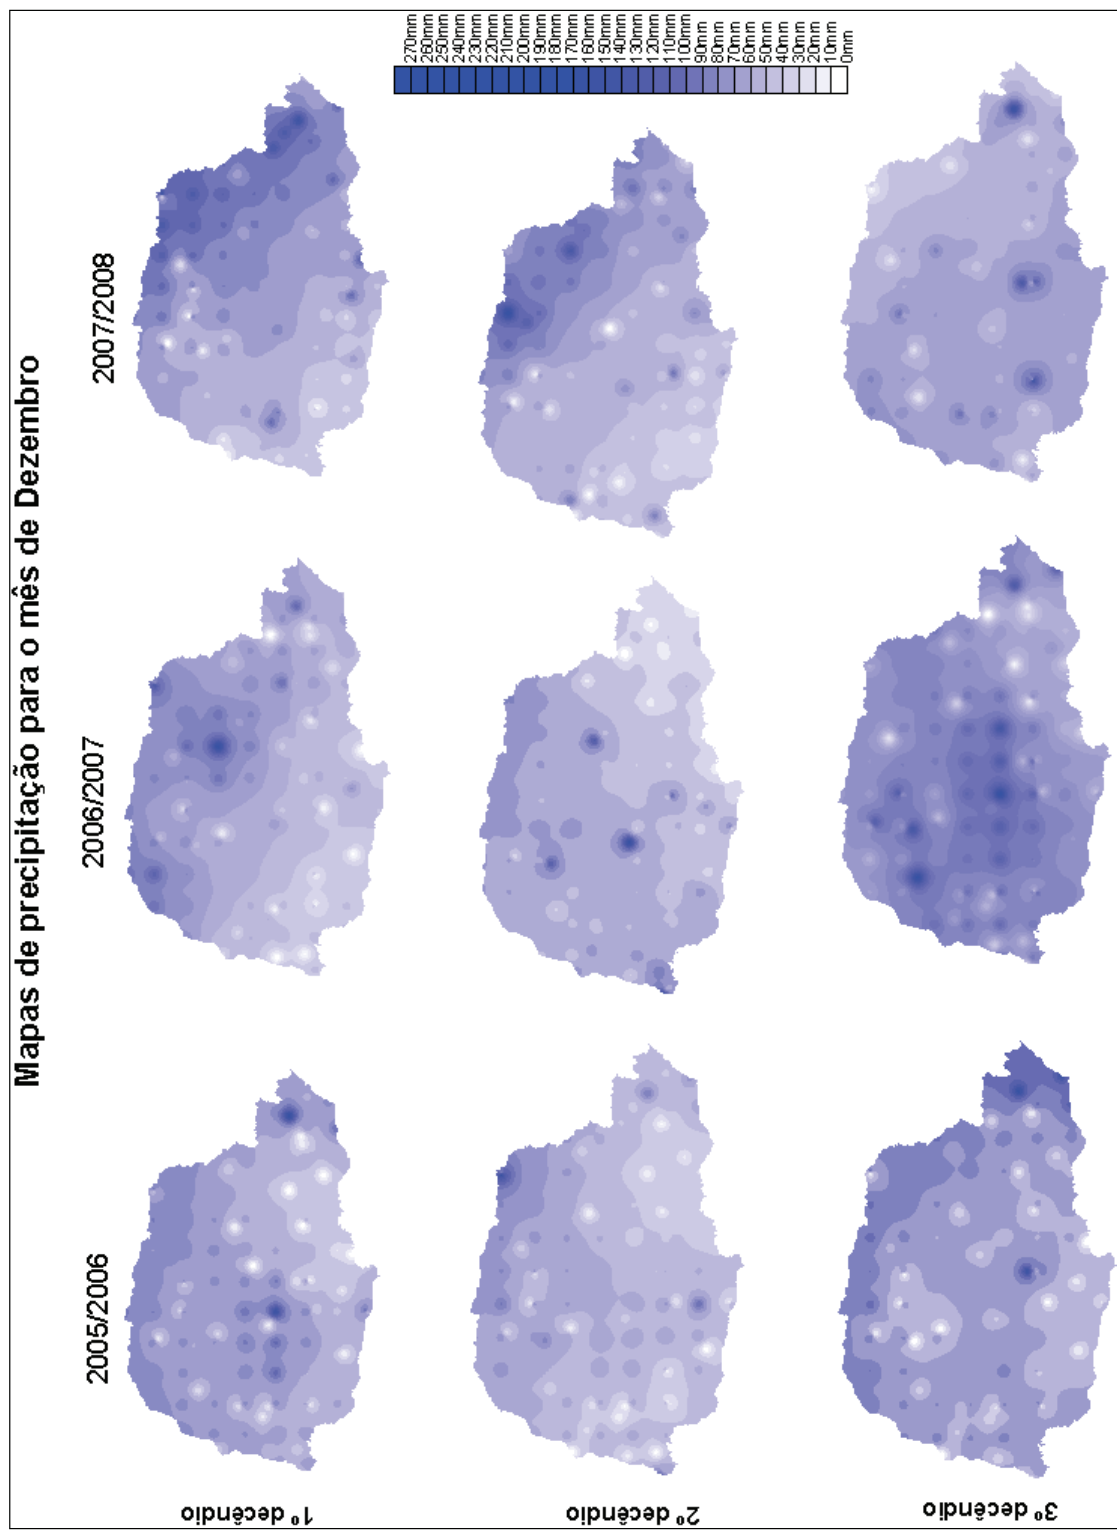 Mapas de precipitação para o mês de Dezembro
2005/2006
2006/2007
2007/2008
1º decêndio
2º decêndio
3º decêndio
270mm
260mm
250mm
240mm
230mm
220mm
210mm
200mm
190mm
180mm
170mm
160mm
150mm
140mm
130mm
120mm
110mm
100mm
90mm
80mm
70mm
60mm
50mm
40mm
30mm
20mm
10mm
0mm